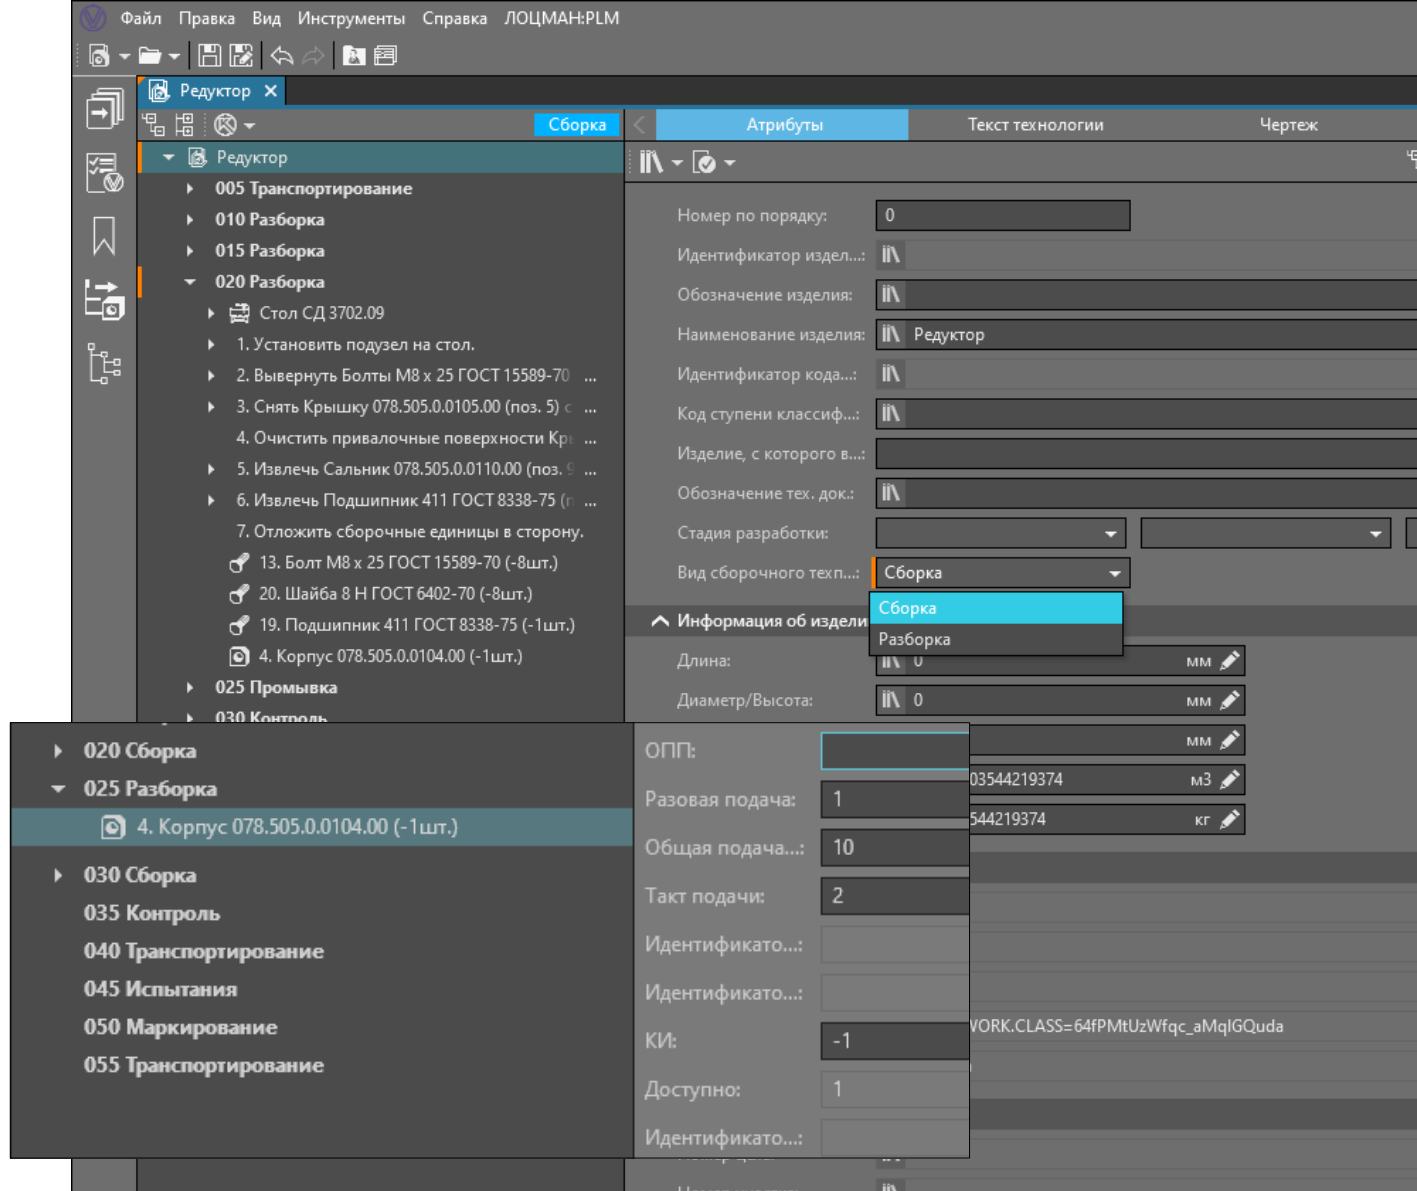 Файл Правка Вид Инструменты Справка ЛОЦМАН:PLM
Редуктор
Сборка
Атрибуты Текст технологии Чертеж
Редуктор
005 Транспортирование
010 Разборка
015 Разборка
020 Разборка
Стол СД 3702.09
1. Установить подузел на стол.
2. Вывернуть Болты М8 х 25 ГОСТ 15589-70 ...
3. Снять Крышку 078.505.0.0105.00 (поз. 5) с ...
4. Очистить привалочные поверхности Кры ...
5. Извлечь Сальник 078.505.0.0110.00 (поз. 9 ...
6. Извлечь Подшипник 411 ГОСТ 8338-75 (п ...
7. Отложить сборочные единицы в сторону.
13. Болт М8 х 25 ГОСТ 15589-70 (-8шт.)
20. Шайба 8 Н ГОСТ 6402-70 (-8шт.)
19. Подшипник 411 ГОСТ 8338-75 (-1шт.)
4. Корпус 078.505.0.0104.00 (-1шт.)
025 Промывка
030 Контроль
Номер по порядку: 0
Идентификатор издел...:
Обозначение изделия:
Наименование изделия: Редуктор
Идентификатор кода...:
Код ступени классиф...:
Изделие, с которого в...:
Обозначение тех. док.:
Стадия разработки:
Вид сборочного техп...: Сборка
Сборка
Разборка
Информация об издели
Длина: 0 мм
Диаметр/Высота: 0 мм
мм
03544219374 м3
544219374 кг
WORK.CLASS=64fPMtUzWfqc_aMqlGQuda
020 Сборка
025 Разборка
4. Корпус 078.505.0.0104.00 (-1шт.)
030 Сборка
035 Контроль
040 Транспортирование
045 Испытания
050 Маркирование
055 Транспортирование
ОПП:
Разовая подача: 1
Общая подача...: 10
Такт подачи: 2
Идентификато...:
Идентификато...:
КИ: -1
Доступно: 1
Идентификато...: